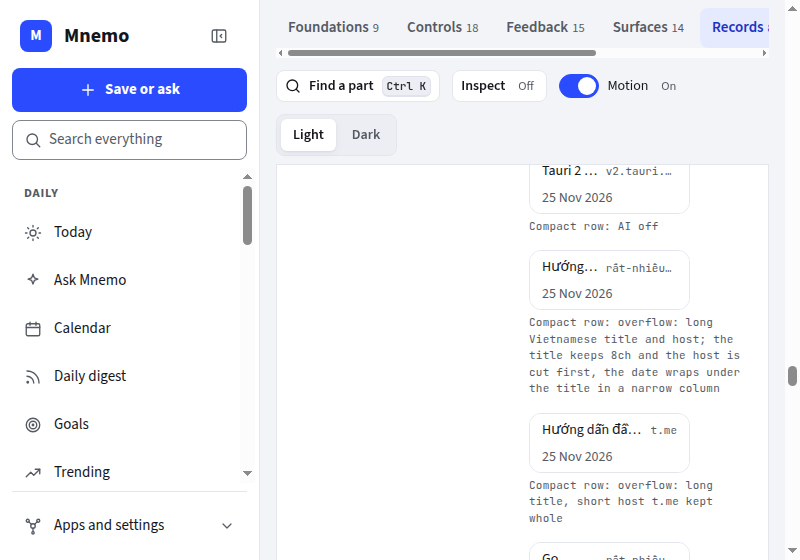 M Mnemo
Save or ask
Search everything
DAILY
Today
Ask Mnemo
Calendar
Daily digest
Goals
Trending
Apps and settings
Foundations 9 Controls 18 Feedback 15 Surfaces 14 Records
Find a part Ctrl K Inspect Off Motion On
Light Dark
Tauri 2 … v2.tauri.…
25 Nov 2026
Compact row: AI off
Hướng… rất-nhiều…
25 Nov 2026
Compact row: overflow: long
Vietnamese title and host; the
title keeps 8ch and the host is
cut first, the date wraps under
the title in a narrow column
Hướng dẫn đầ… t.me
25 Nov 2026
Compact row: overflow: long
title, short host t.me kept
whole
Go… rất-nhiều…